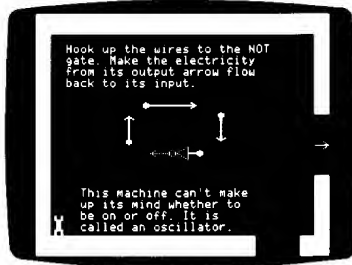 Hook up the wires to the NOT
gate. Make the electricity
from its output arrow flow
back to its input.
This machine can't make
up its mind whether to
be on or off. It is
called an oscillator.